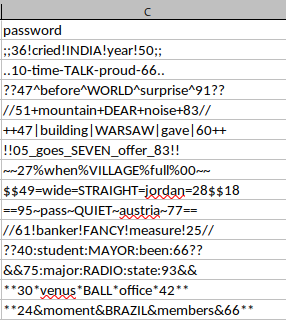 C
password
;;36!cried!INDIA!year!50;;
..10-time-TALK-proud-66..
??47^before^WORLD^surprise^91??
//51+mountain+DEAR+noise+83//
++47|building|WARSAW|gave|60++
!!05_goes_SEVEN_offer_83!!
~~27%when%VILLAGE%full%00~~
$$49=wide=STRAIGHT=jordan=28$$18
==95~pass~QUIET~austria~77==
//61!banker!FANCY!measure!25//
??40:student:MAYOR:been:66??
&&75:major:RADIO:state:93&&
**30*venus*BALL*office*42**
**24&moment&BRAZIL&members&66**